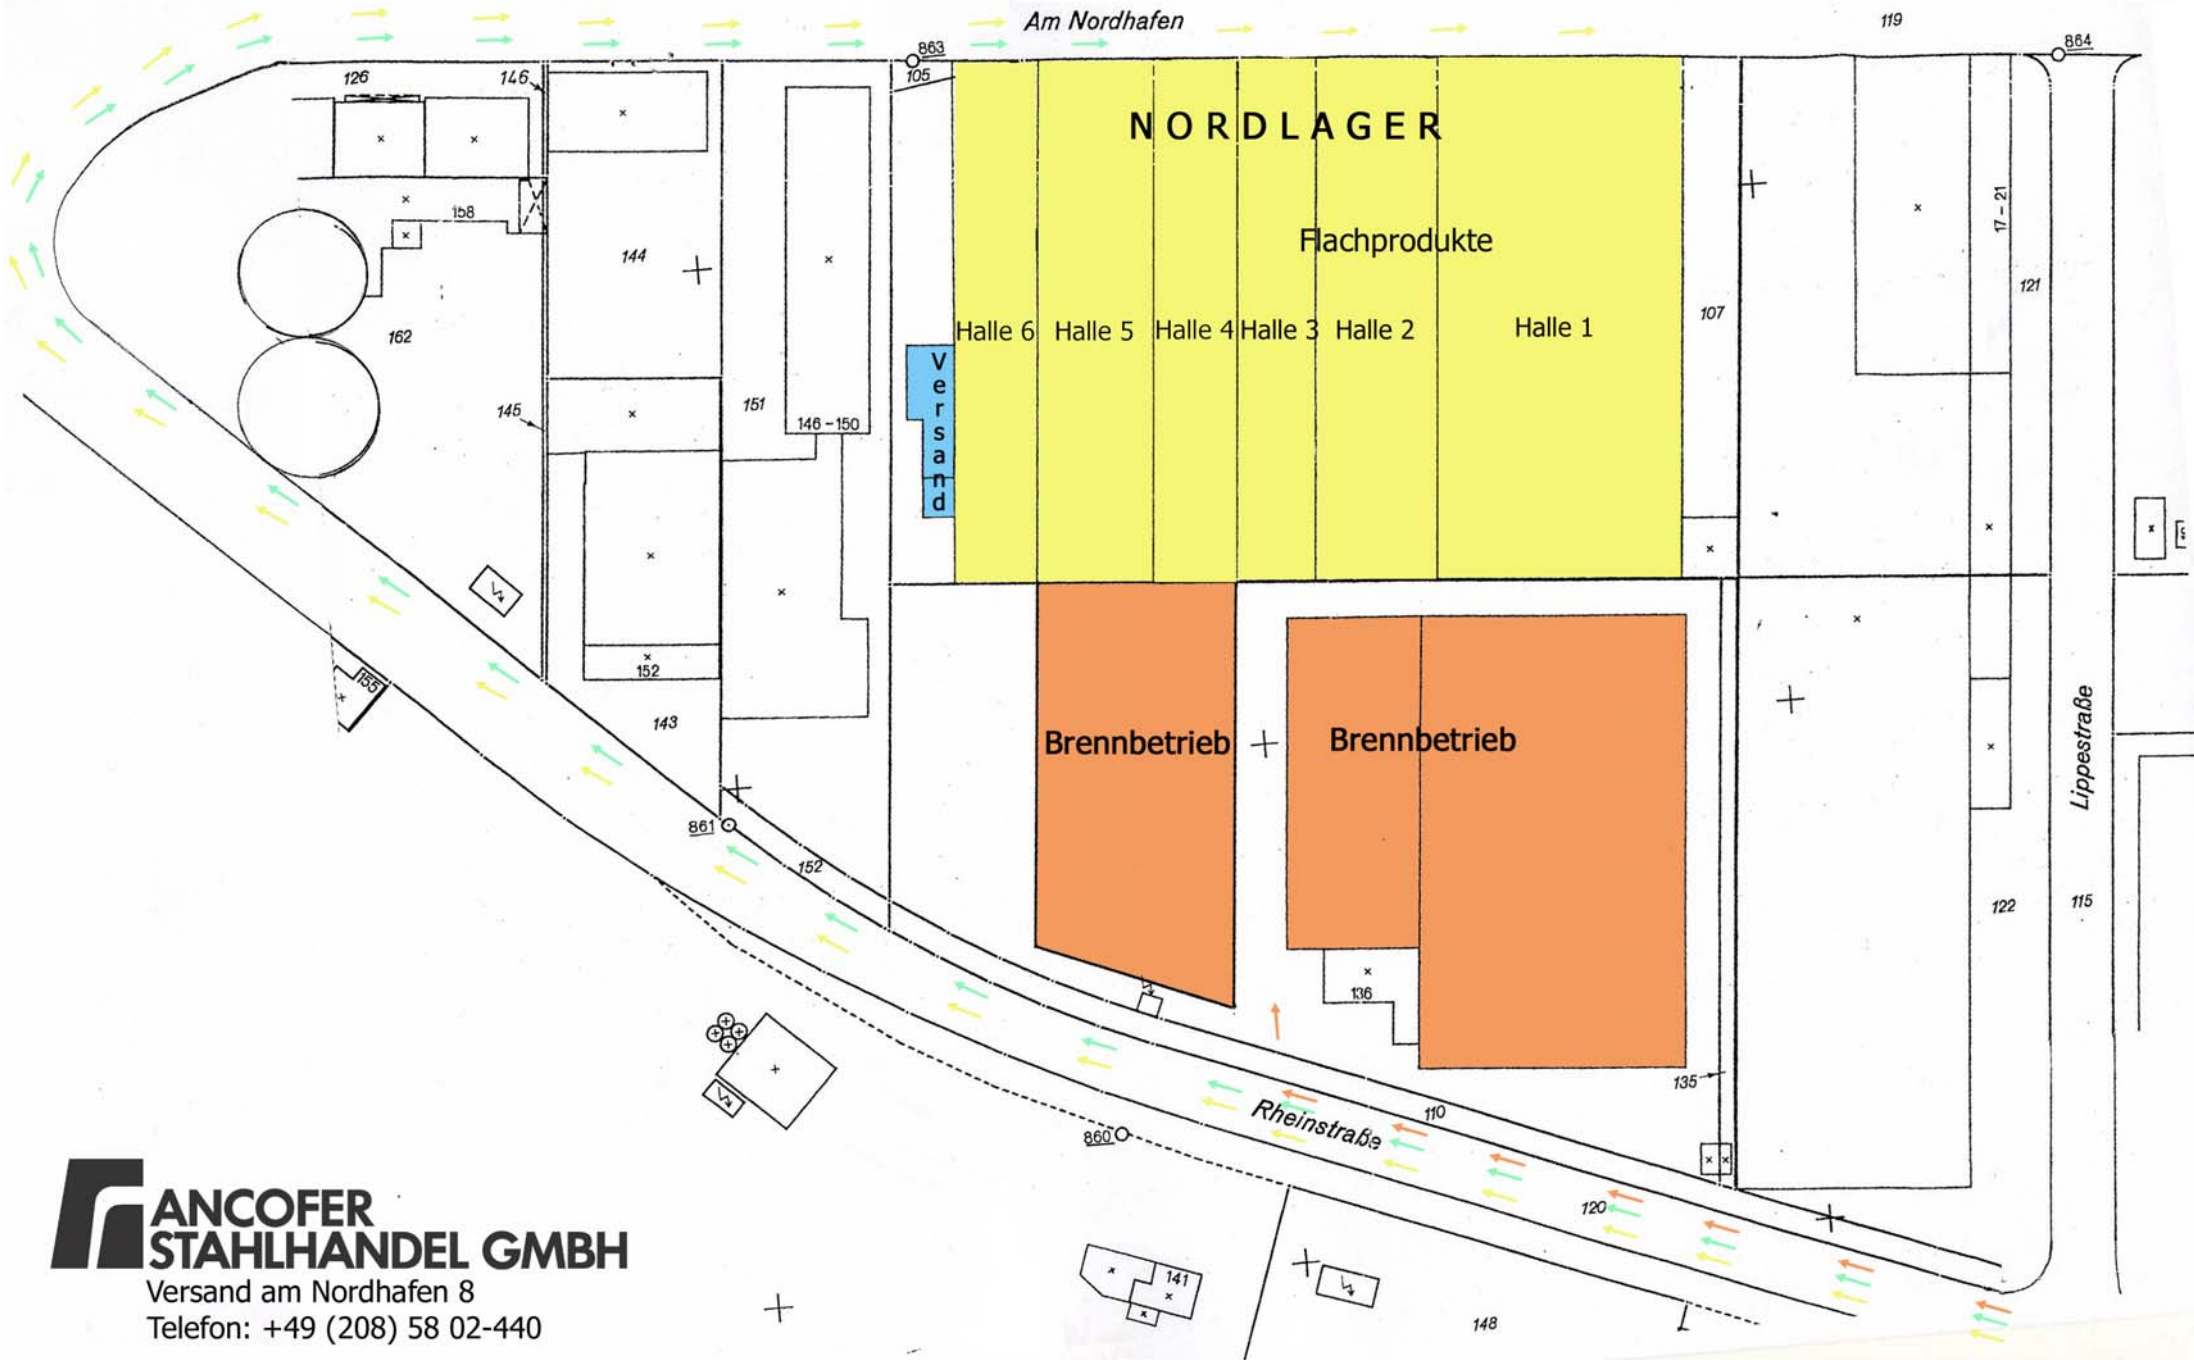 Am Nordhafen
119
863
864
126
146
105
NORDLAGER
Flachprodukte
158
144
17-21
121
162
107
Halle 6
Halle 5
Halle 4
Halle 3
Halle 2
Halle 1
Versand
145
151
146-150
152
155
143
Brennbetrieb
Brennbetrieb
Lippestraße
861
152
122
115
136
135
110
Rheinstraße
860
120
141
148
ANCOFER
STAHLHANDEL GMBH
Versand am Nordhafen 8
Telefon: +49 (208) 58 02-440